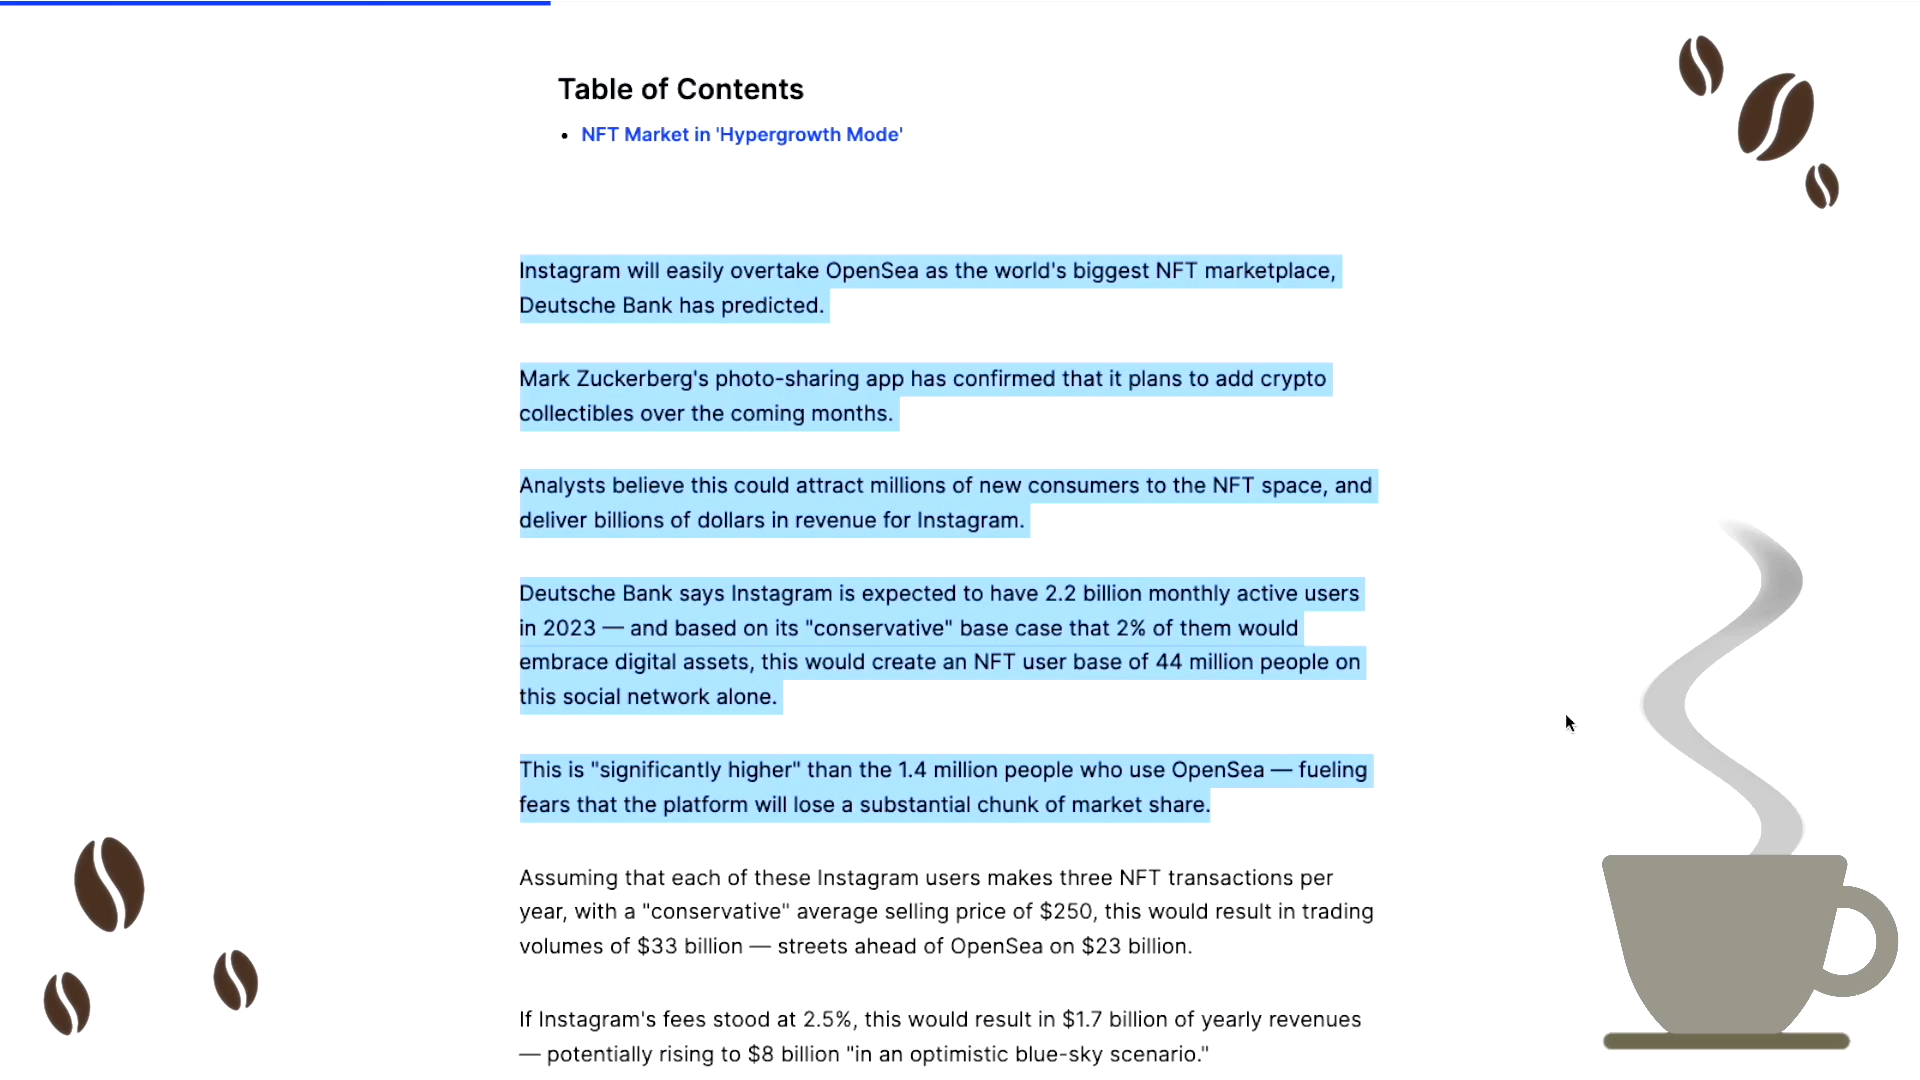 Table of Contents
• NFT Market in 'Hypergrowth Mode'
Instagram will easily overtake OpenSea as the world's biggest NFT marketplace,
Deutsche Bank has predicted.
Mark Zuckerberg's photo-sharing app has confirmed that it plans to add crypto
collectibles over the coming months.
Analysts believe this could attract millions of new consumers to the NFT space, and
deliver billions of dollars in revenue for Instagram.
Deutsche Bank says Instagram is expected to have 2.2 billion monthly active users
in 2023 — and based on its "conservative" base case that 2% of them would
embrace digital assets, this would create an NFT user base of 44 million people on
this social network alone.
This is "significantly higher" than the 1.4 million people who use OpenSea — fueling
fears that the platform will lose a substantial chunk of market share.
Assuming that each of these Instagram users makes three NFT transactions per
year, with a "conservative" average selling price of $250, this would result in trading
volumes of $33 billion — streets ahead of OpenSea on $23 billion.
If Instagram's fees stood at 2.5%, this would result in $1.7 billion of yearly revenues
— potentially rising to $8 billion "in an optimistic blue-sky scenario."